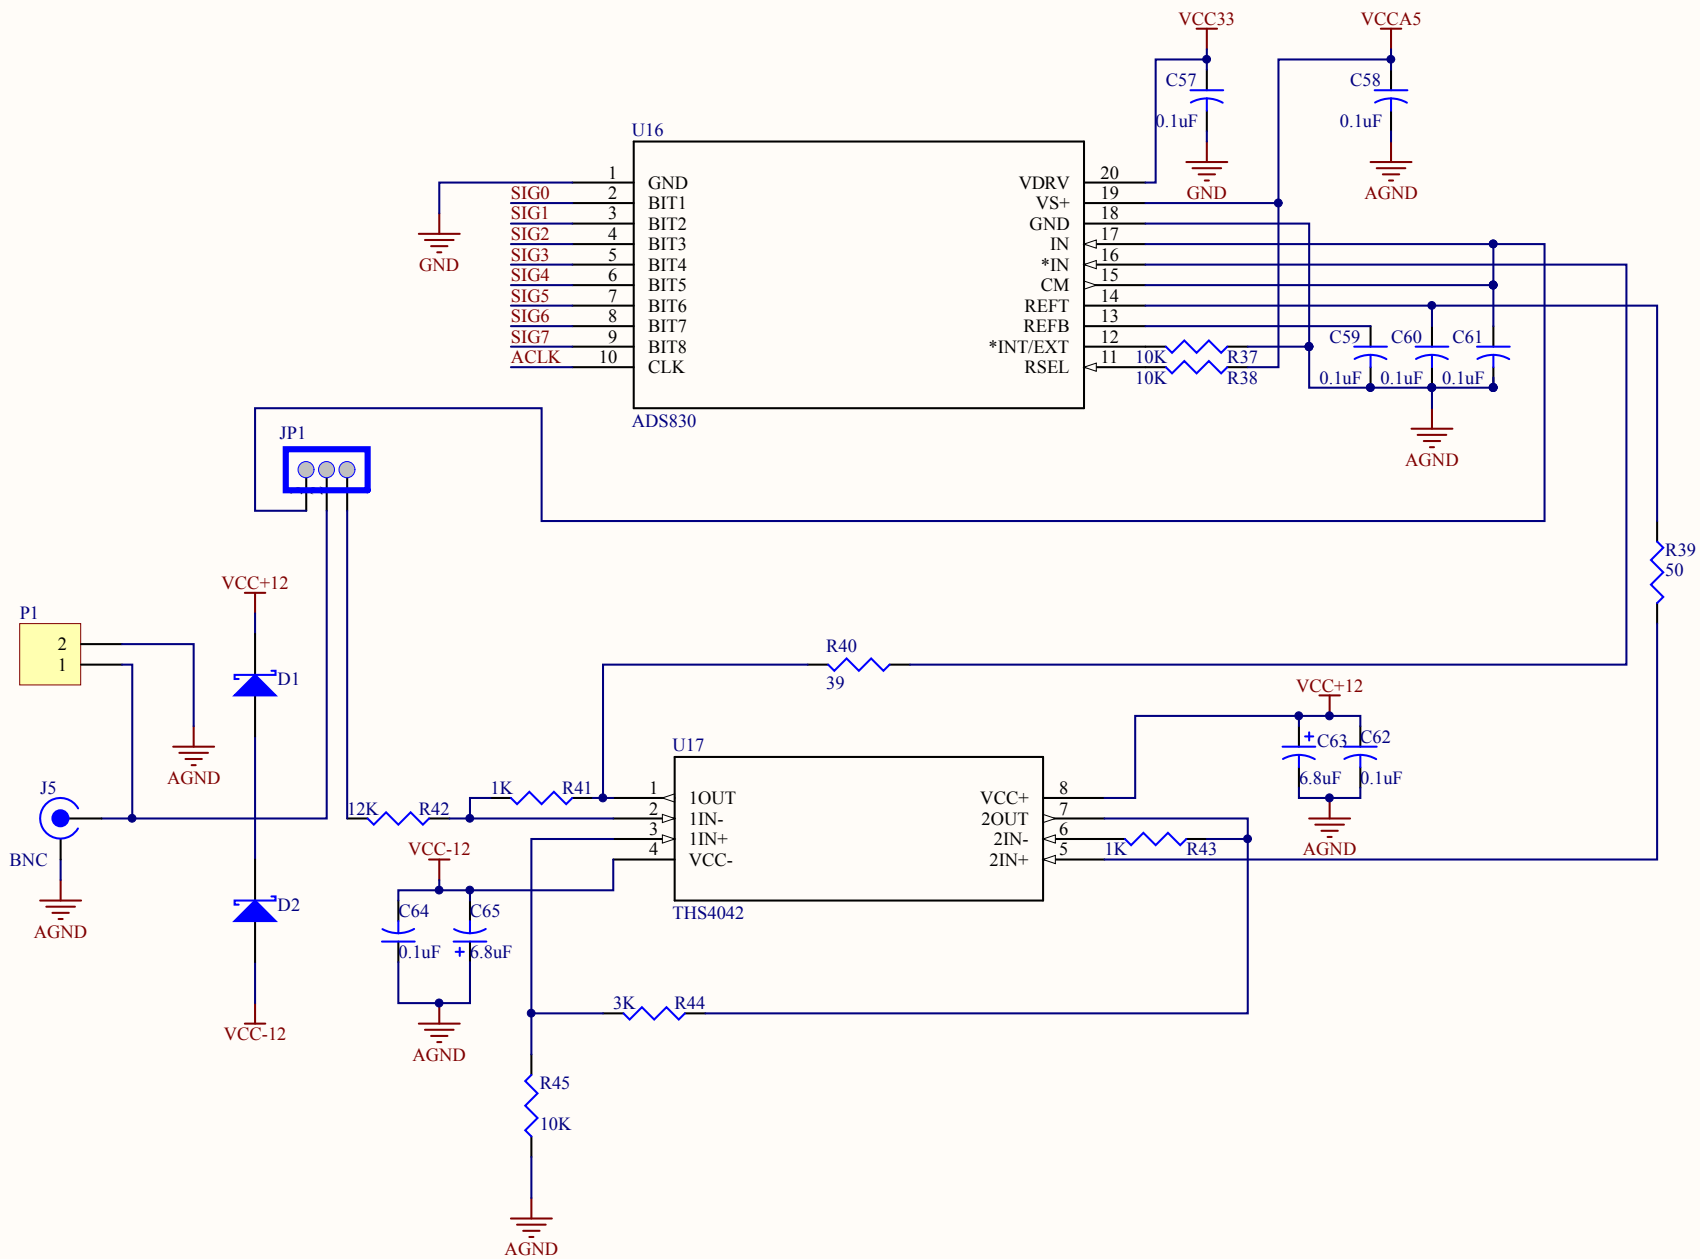 VCC33
VCCA5
C57
0.1uF
GND
C58
0.1uF
AGND
U16
1 GND
SIG0 2 BIT1
SIG1 3 BIT2
SIG2 4 BIT3
SIG3 5 BIT4
SIG4 6 BIT5
SIG5 7 BIT6
SIG6 8 BIT7
SIG7 9 BIT8
ACLK 10 CLK
GND
VDRV 20
VS+ 19
GND 18
IN 17
*IN 16
CM 15
REFT 14
REFB 13
*INT/EXT 12
RSEL 11
10K R37
10K R38
C59 C60 C61
0.1uF 0.1uF 0.1uF
AGND
ADS830
JP1
R39
50
VCC+12
P1
2
1
AGND
D1
R40
39
VCC+12
C63 C62
6.8uF 0.1uF
AGND
J5
BNC
AGND
U17
1K R41
12K R42
1 1OUT
2 1IN-
3 1IN+
4 VCC-
VCC+ 8
2OUT 7
2IN- 6
2IN+ 5
1K R43
THS4042
VCC-12
C64 C65
0.1uF 6.8uF
AGND
D2
VCC-12
3K R44
R45
10K
AGND